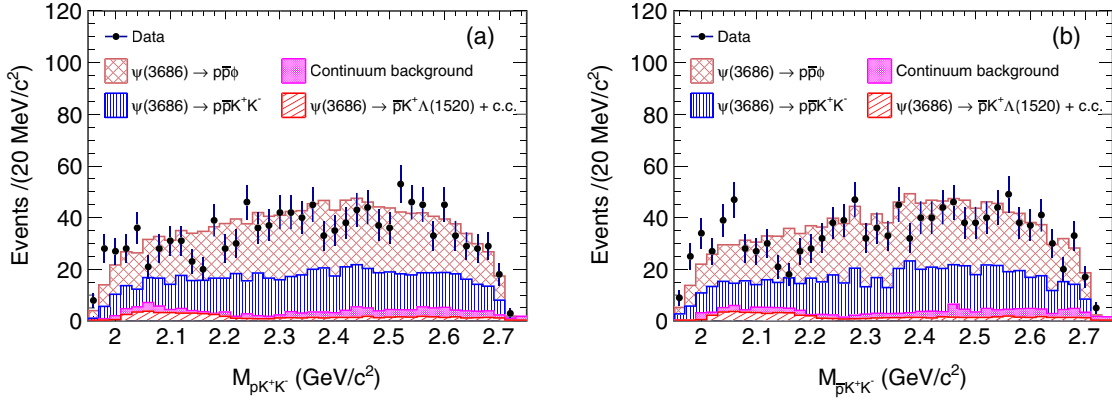 120
100
80
60
40
20
0
Events /(20 MeV/c²)
(a)
Data
ψ(3686) → pp̅ϕ
Continuum background
ψ(3686) → pp̅K⁺K⁻
ψ(3686) → p̅K⁺Λ(1520) + c.c.
2 2.1 2.2 2.3 2.4 2.5 2.6 2.7
M_pK⁺K⁻ (GeV/c²)
120
100
80
60
40
20
0
Events /(20 MeV/c²)
(b)
Data
ψ(3686) → pp̅ϕ
Continuum background
ψ(3686) → pp̅K⁺K⁻
ψ(3686) → p̅K⁺Λ(1520) + c.c.
2 2.1 2.2 2.3 2.4 2.5 2.6 2.7
M_p̅K⁺K⁻ (GeV/c²)